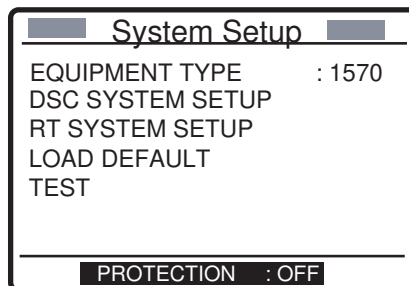 System Setup
EQUIPMENT TYPE : 1570
DSC SYSTEM SETUP
RT SYSTEM SETUP
LOAD DEFAULT
TEST
PROTECTION : OFF